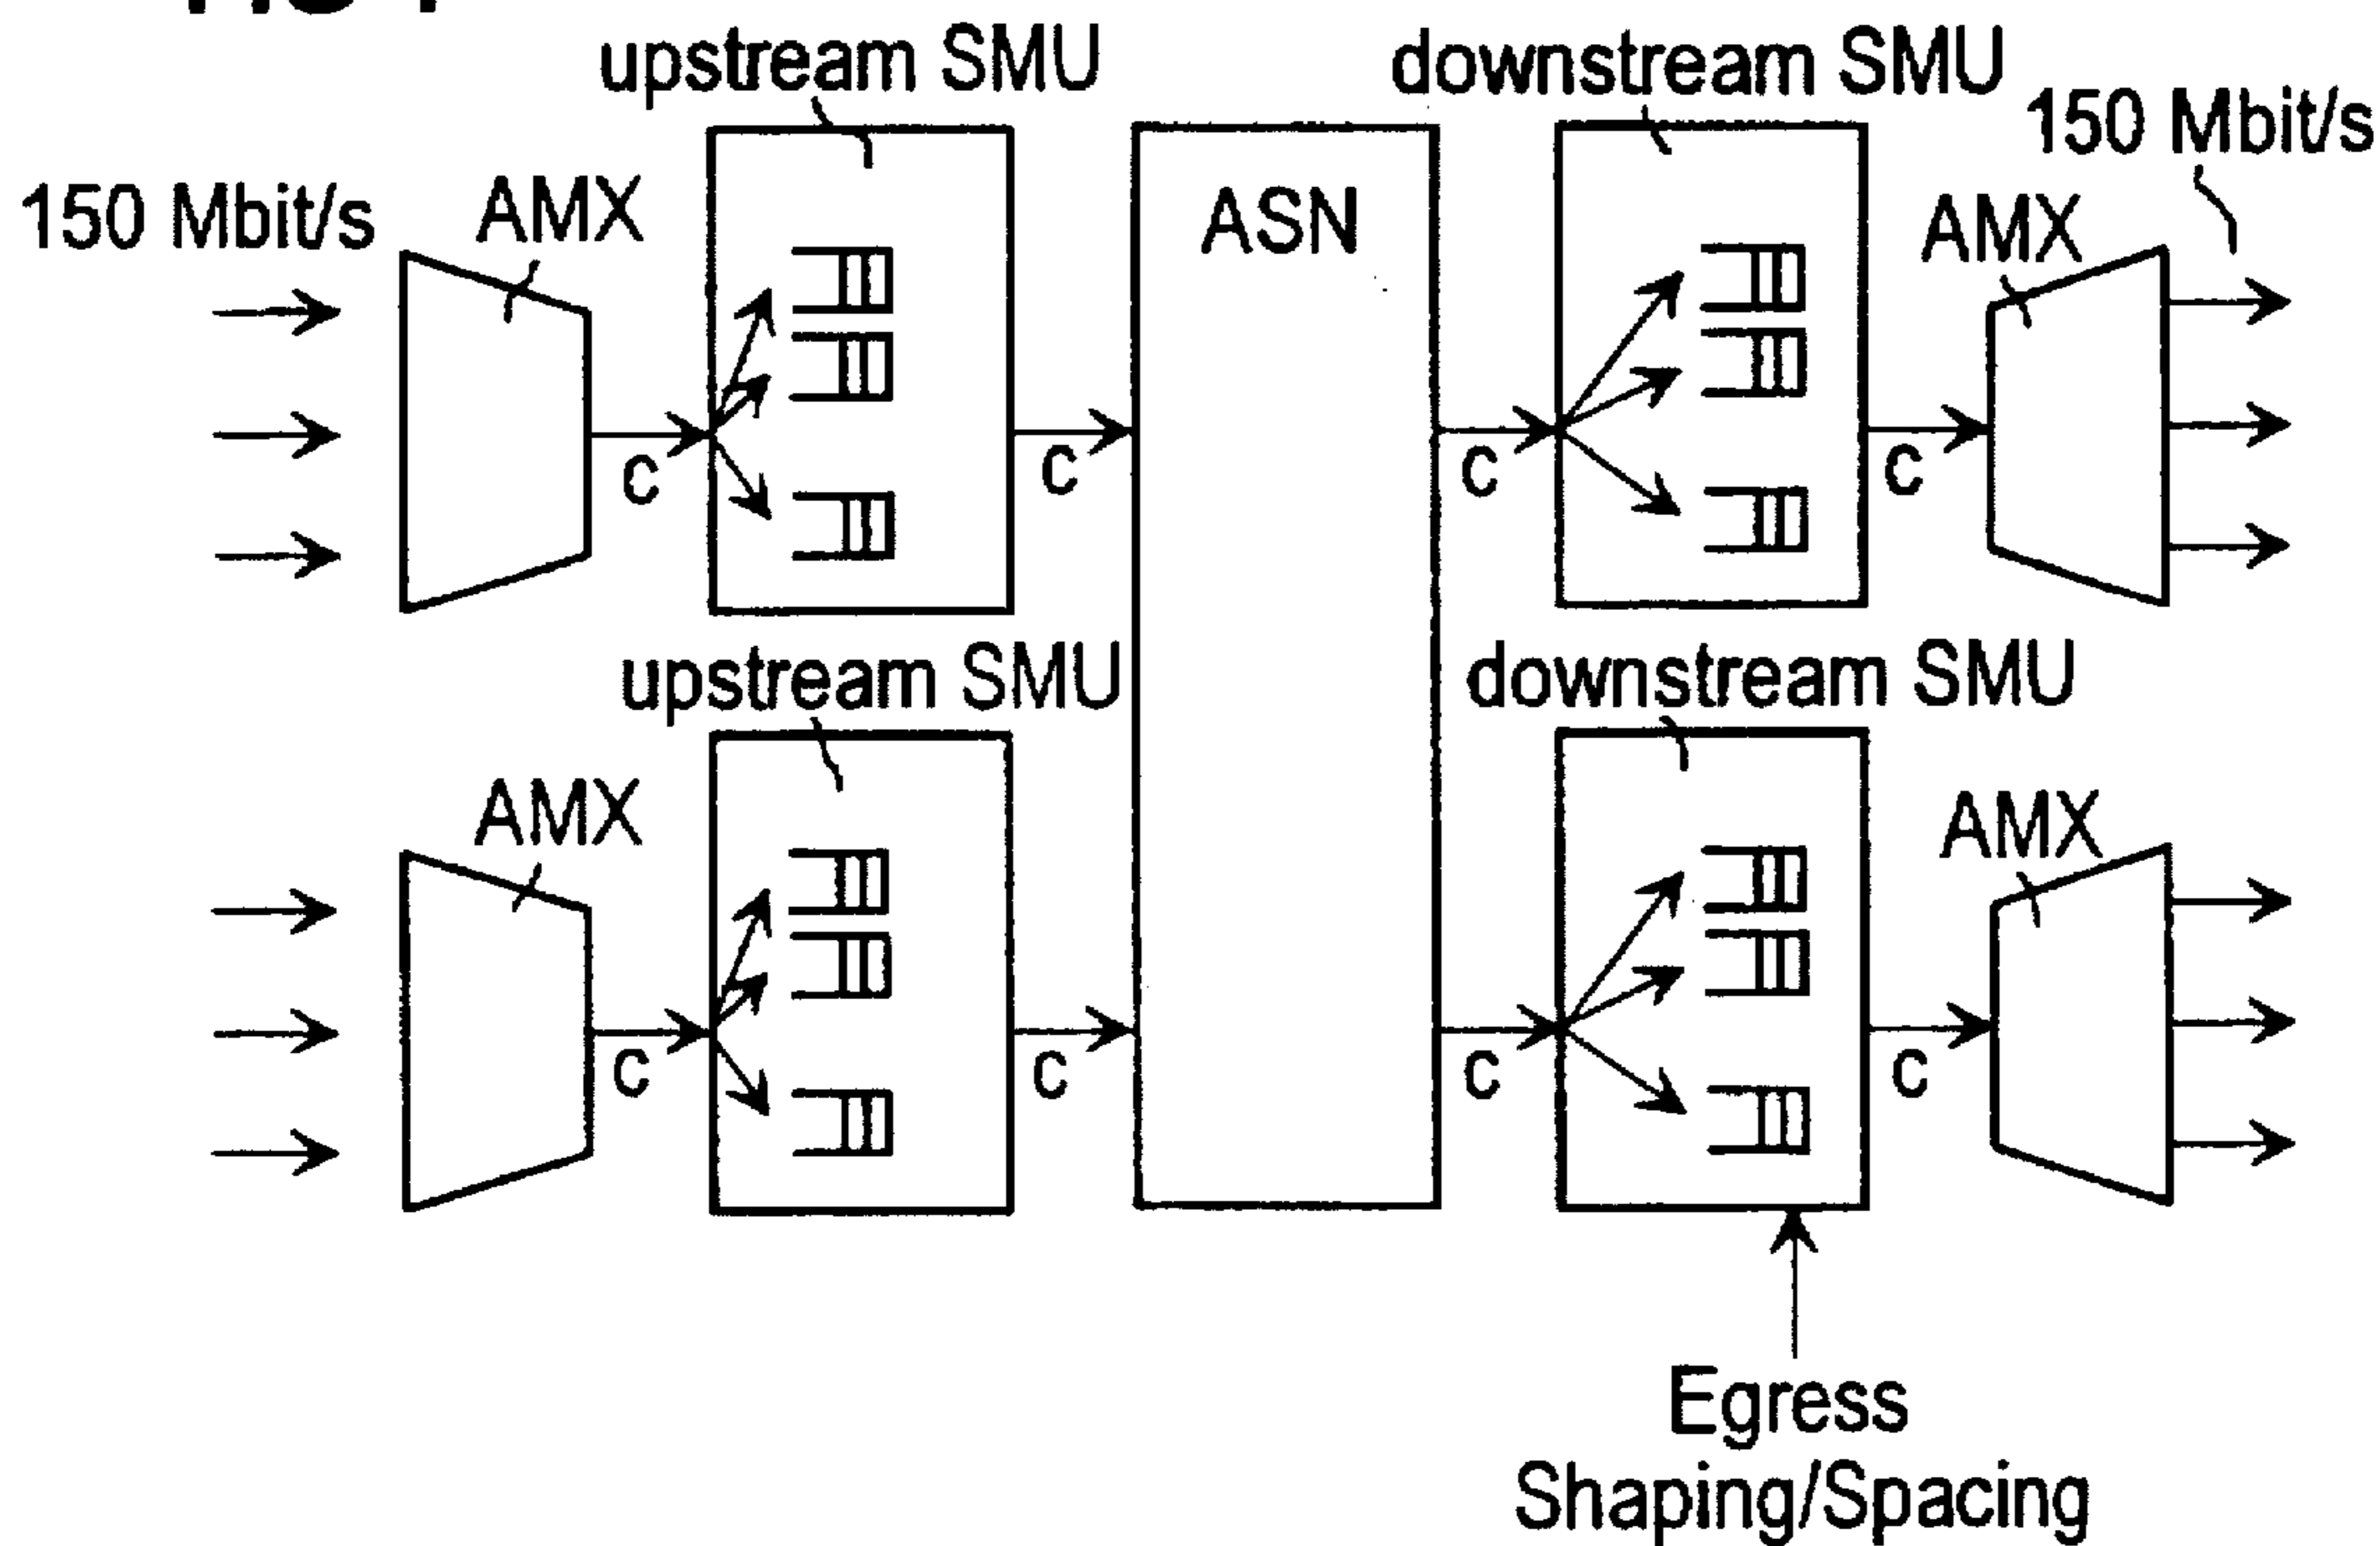 upstream SMU
downstream SMU
150 Mbit/s
150 Mbit/s
AMX
ASN
AMX
c
c
c
c
upstream SMU
downstream SMU
AMX
AMX
c
c
c
c
Egress
Shaping/Spacing